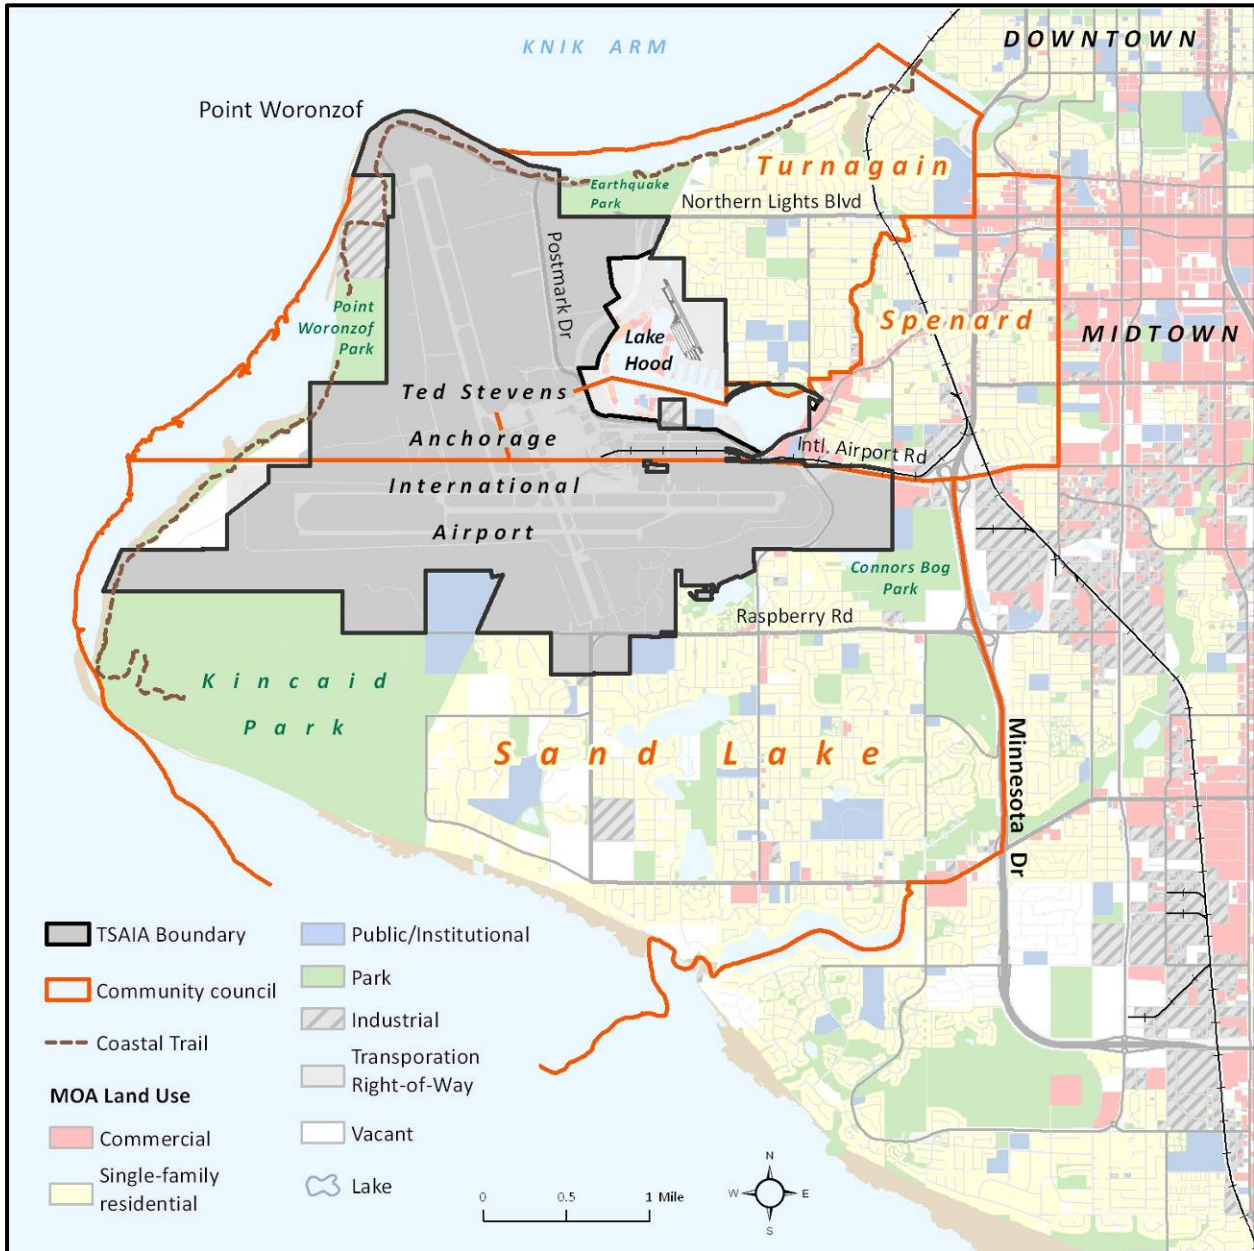 KNIK ARM
DOWNTOWN
Point Woronzof
Turnagain
Earthquake
Park
Northern Lights Blvd
Postmark Dr
Point
Woronzof
Park
Spenard
MIDTOWN
Lake
Hood
Ted Stevens
Anchorage
International
Airport
Intl. Airport Rd
Connors Bog
Park
Raspberry Rd
Kincaid
Park
Sand Lake
Minnesota Dr
TSAIA Boundary
Community council
Coastal Trail
MOA Land Use
Commercial
Single-family
residential
Public/Institutional
Park
Industrial
Transporation
Right-of-Way
Vacant
Lake
0 0.5 1 Mile
N
W E
S